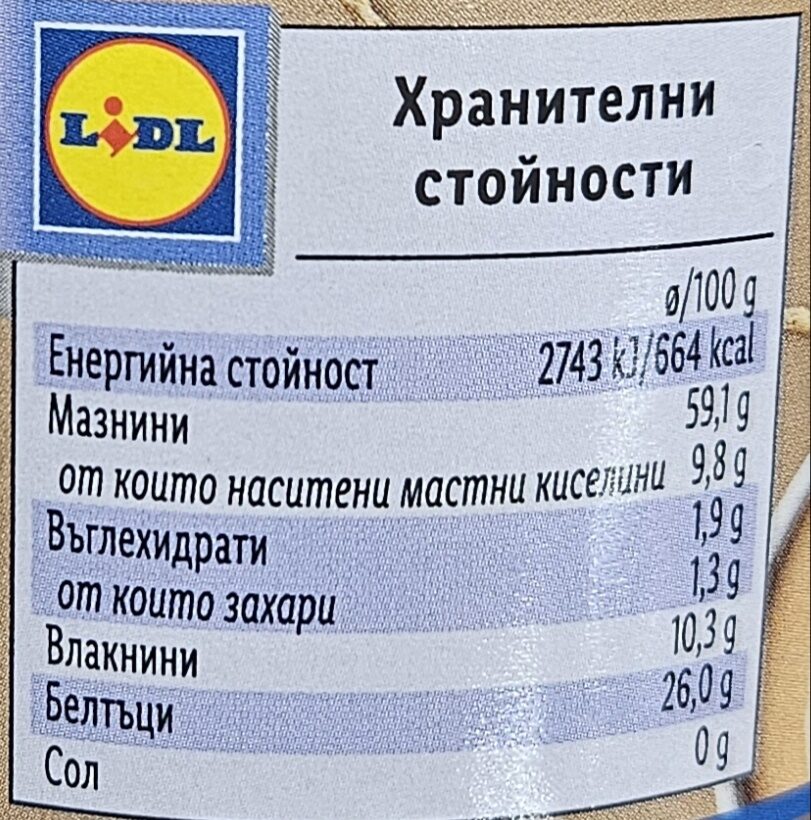 LIDL
Хранителни
стойности
ø/100 g
Енергийна стойност 2743 kJ/664 kcal
Мазнини 59,1 g
от които наситени мастни киселини 9,8 g
Въглехидрати 1,9 g
от които захари 1,3 g
Влакнини 10,3 g
Белтъци 26,0 g
Сол 0 g